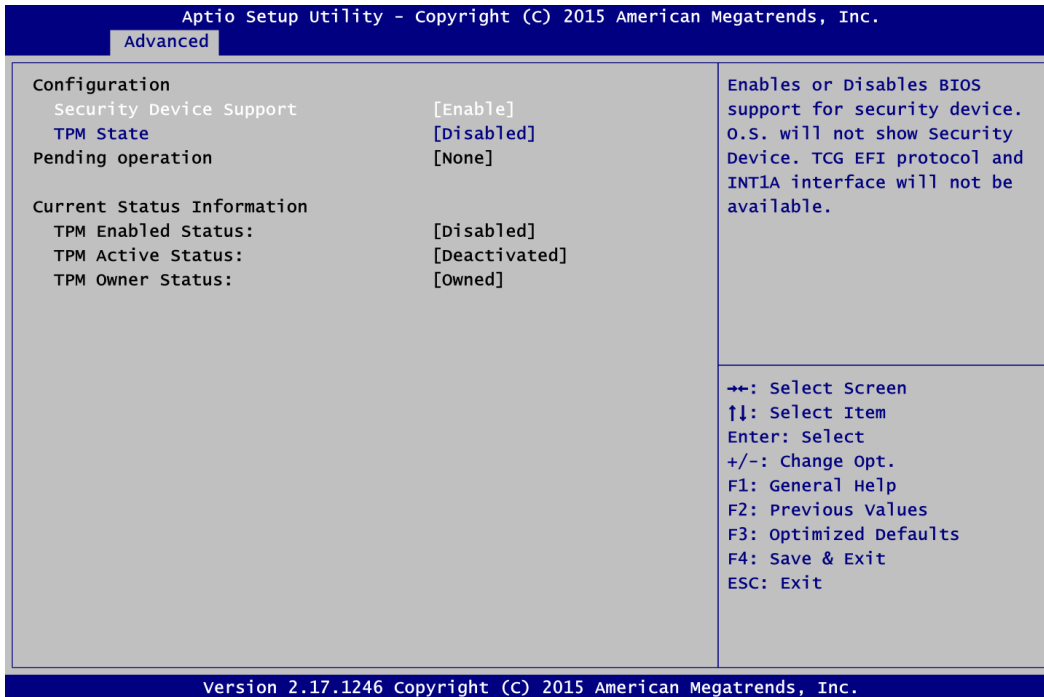 Aptio Setup Utility - Copyright (C) 2015 American Megatrends, Inc.
Advanced
Configuration
Security Device Support [Enable]
TPM State [Disabled]
Pending operation [None]
Current Status Information
TPM Enabled Status: [Disabled]
TPM Active Status: [Deactivated]
TPM Owner Status: [Owned]
Enables or Disables BIOS
support for security device.
O.S. will not show Security
Device. TCG EFI protocol and
INT1A interface will not be
available.
→←: Select Screen
↑↓: Select Item
Enter: Select
+/-: Change Opt.
F1: General Help
F2: Previous Values
F3: Optimized Defaults
F4: Save & Exit
ESC: Exit
Version 2.17.1246 Copyright (C) 2015 American Megatrends, Inc.